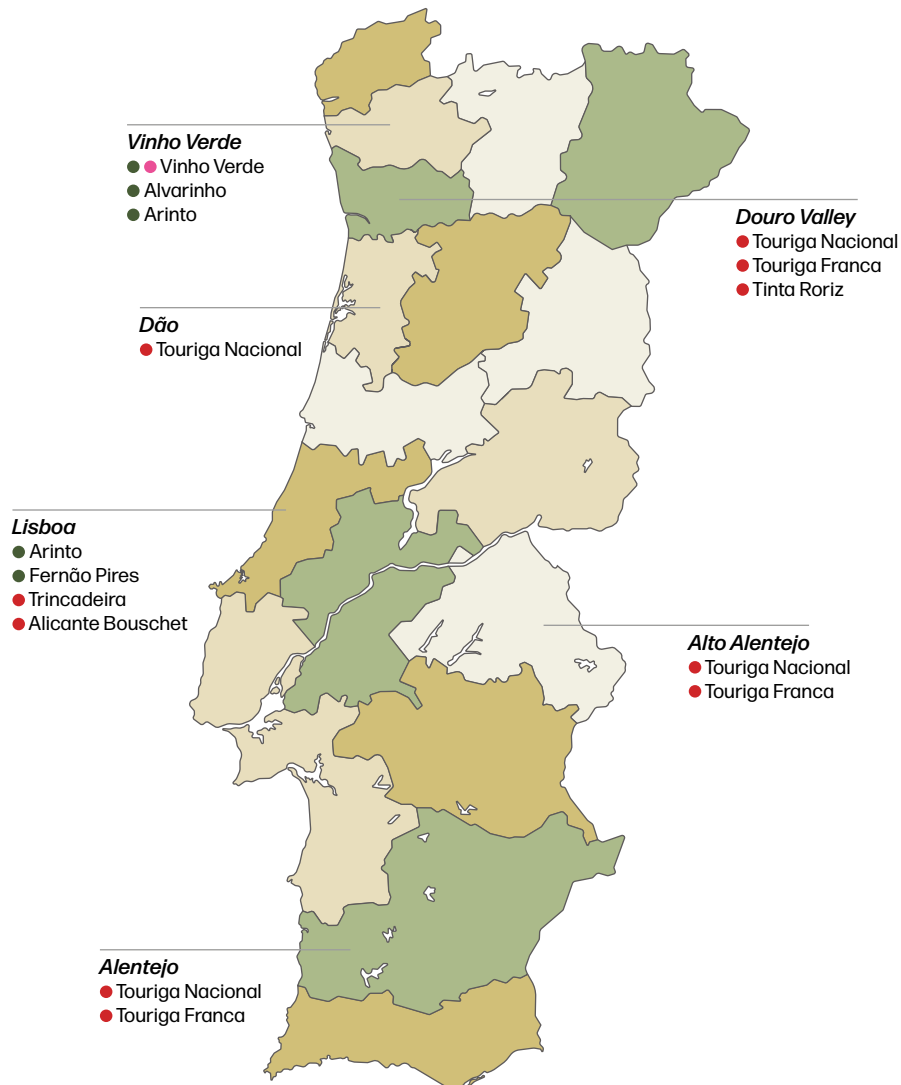 Vinho Verde
Vinho Verde
Alvarinho
Arinto
Douro Valley
Touriga Nacional
Touriga Franca
Tinta Roriz
Dão
Touriga Nacional
Lisboa
Arinto
Fernão Pires
Trincadeira
Alicante Bouschet
Alto Alentejo
Touriga Nacional
Touriga Franca
Alentejo
Touriga Nacional
Touriga Franca